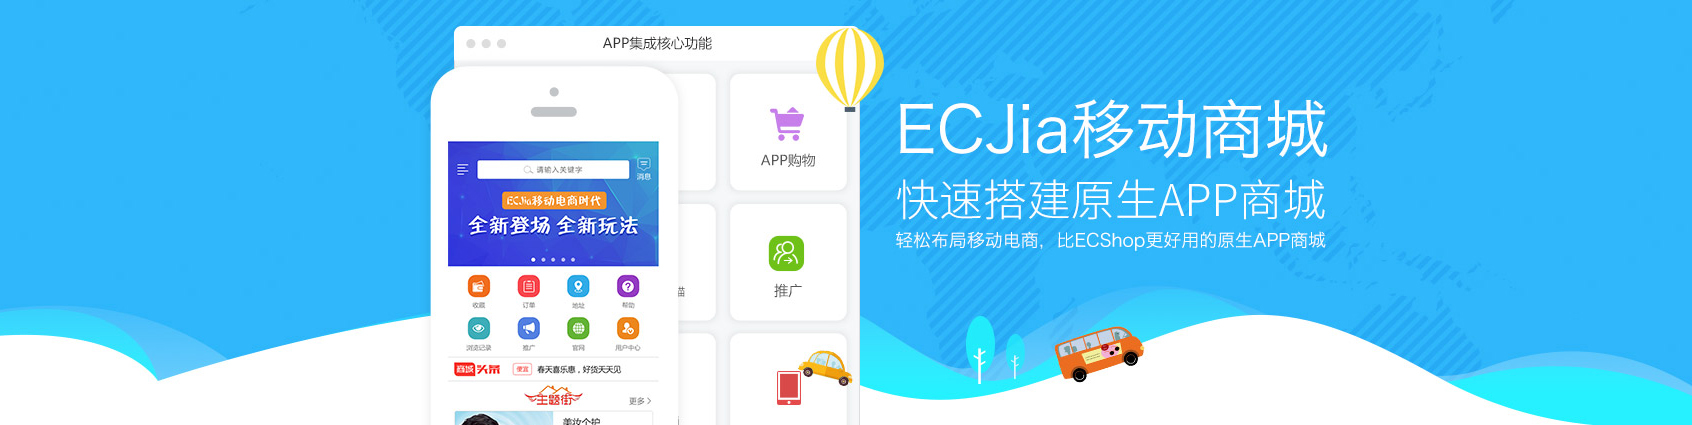 APP集成核心功能
APP购物
推广
描
请输入关键字
消息
ECJia移动电商时代
全新登场 全新玩法
收藏
订单
地址
帮助
浏览记录
推广
官网
用户中心
商城头条
便宜
春天喜乐惠，好货天天见
主题街
更多 >
美妆个护
ECJia移动商城
快速搭建原生APP商城
轻松布局移动电商，比ECShop更好用的原生APP商城